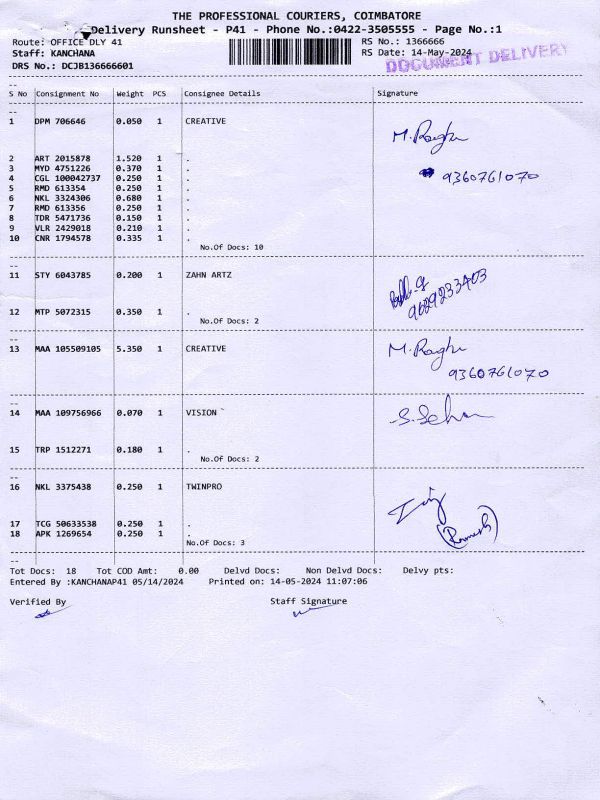 THE PROFESSIONAL COURIERS, COIMBATORE
Delivery Runsheet - P41 - Phone No.:0422-3505555 - Page No.:1
Route: OFFICE DLY 41 RS No.: 1366666
Staff: KANCHANA RS Date: 14-May-2024
DRS No.: DCJB136666601 DOCUMENT DELIVERY
S No Consignment No Weight PCS Consignee Details Signature
1 DPM 706646 0.050 1 CREATIVE M. Raghu
2 ART 2015878 1.520 1 .
3 MYD 4751226 0.370 1 .
4 CGL 100042737 0.250 1 . 9360761070
5 RMD 613354 0.250 1 .
6 NKL 3324306 0.680 1 .
7 RMD 613356 0.250 1 .
8 TDR 5471736 0.150 1 .
9 VLR 2429018 0.210 1 .
10 CNR 1794578 0.335 1 .
No.Of Docs: 10
11 STY 6043785 0.200 1 ZAHN ARTZ
12 MTP 5072315 0.350 1 . 9689233403
No.Of Docs: 2
13 MAA 105509105 5.350 1 CREATIVE M. Raghu
9360761070
14 MAA 109756966 0.070 1 VISION
15 TRP 1512271 0.180 1 .
No.Of Docs: 2
16 NKL 3375438 0.250 1 TWINPRO
17 TCG 50633538 0.250 1 .
18 APK 1269654 0.250 1 . (Ramesh)
No.Of Docs: 3
Tot Docs: 18 Tot COD Amt: 0.00 Delvd Docs: Non Delvd Docs: Delvy pts:
Entered By :KANCHANAP41 05/14/2024 Printed on: 14-05-2024 11:07:06
Verified By Staff Signature